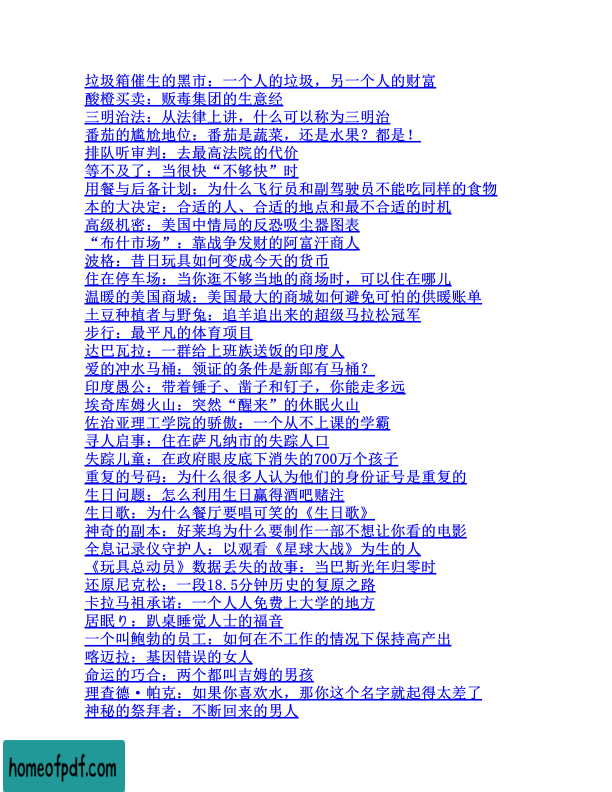 垃圾箱催生的黑市：一个人的垃圾，另一个人的财富
酸橙买卖：贩毒集团的生意经
三明治法：从法律上讲，什么可以称为三明治
番茄的尴尬地位：番茄是蔬菜，还是水果？都是！
排队听审判：去最高法院的代价
等不及了：当很快“不够快”时
用餐与后备计划：为什么飞行员和副驾驶员不能吃同样的食物
本的大决定：合适的人、合适的地点和最不合适的时机
高级机密：美国中情局的反恐吸尘器图表
“布什市场”：靠战争发财的阿富汗商人
波格：昔日玩具如何变成今天的货币
住在停车场：当你逛不够当地的商场时，可以住在哪儿
温暖的美国商城：美国最大的商城如何避免可怕的供暖账单
土豆种植者与野兔：追羊追出来的超级马拉松冠军
步行：最平凡的体育项目
达巴瓦拉：一群给上班族送饭的印度人
爱的冲水马桶：领证的条件是新郎有马桶？
印度愚公：带着锤子、凿子和钉子，你能走多远
埃奇库姆火山：突然“醒来”的休眠火山
佐治亚理工学院的骄傲：一个从不上课的学霸
寻人启事：住在萨凡纳市的失踪人口
失踪儿童：在政府眼皮底下消失的700万个孩子
重复的号码：为什么很多人认为他们的身份证号是重复的
生日问题：怎么利用生日赢得酒吧赌注
生日歌：为什么餐厅要唱可笑的《生日歌》
神奇的副本：好莱坞为什么要制作一部不想让你看的电影
全息记录仪守护人：以观看《星球大战》为生的人
《玩具总动员》数据丢失的故事：当巴斯光年归零时
还原尼克松：一段18.5分钟历史的复原之路
卡拉马祖承诺：一个人人免费上大学的地方
居眠り：趴桌睡觉人士的福音
一个叫鲍勃的员工：如何在不工作的情况下保持高产出
喀迈拉：基因错误的女人
命运的巧合：两个都叫吉姆的男孩
理查德·帕克：如果你喜欢水，那你这个名字就起得太差了
神秘的祭拜者：不断回来的男人
homeofpdf.com